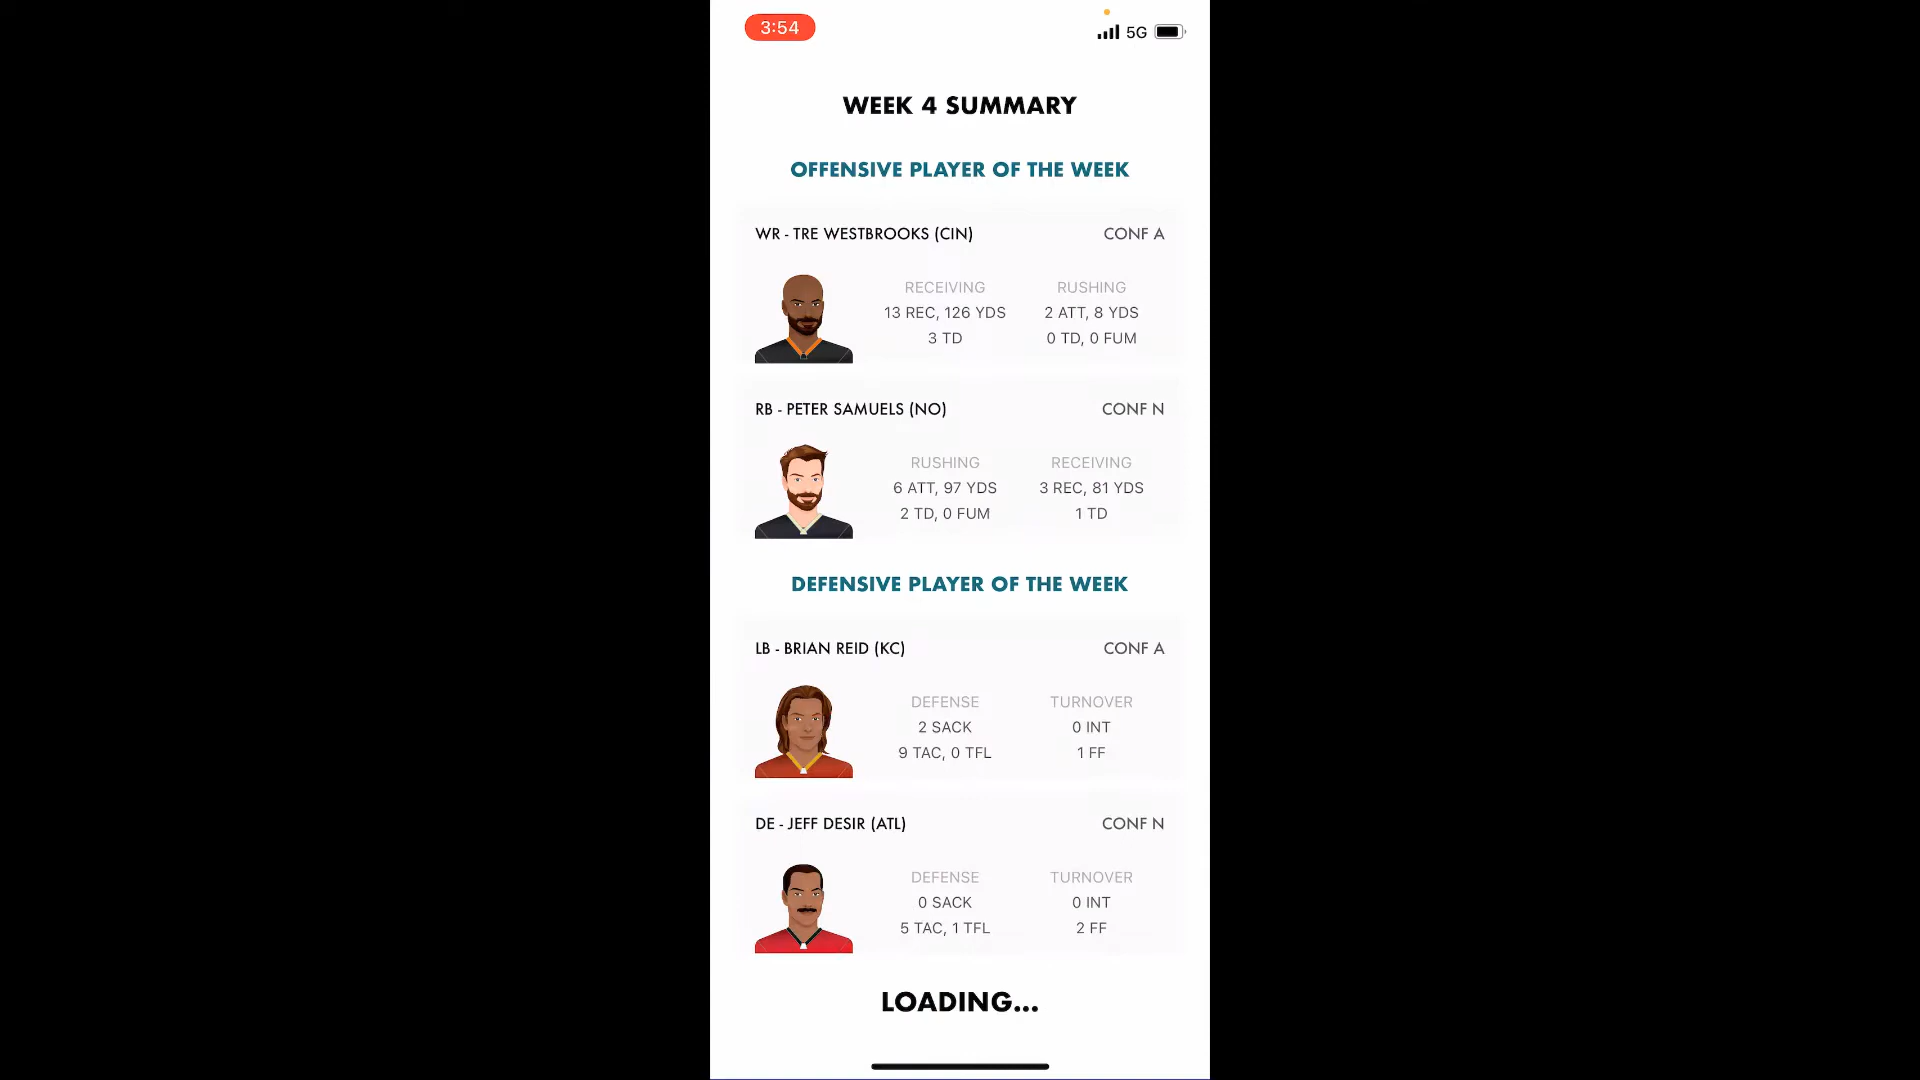 3:54
5G
WEEK 4 SUMMARY
OFFENSIVE PLAYER OF THE WEEK
WR - TRE WESTBROOKS (CIN) CONF A
RECEIVING RUSHING
13 REC, 126 YDS 2 ATT, 8 YDS
3 TD 0 TD, 0 FUM
RB - PETER SAMUELS (NO) CONF N
RUSHING RECEIVING
6 ATT, 97 YDS 3 REC, 81 YDS
2 TD, 0 FUM 1 TD
DEFENSIVE PLAYER OF THE WEEK
LB - BRIAN REID (KC) CONF A
DEFENSE TURNOVER
2 SACK 0 INT
9 TAC, 0 TFL 1 FF
DE - JEFF DESIR (ATL) CONF N
DEFENSE TURNOVER
0 SACK 0 INT
5 TAC, 1 TFL 2 FF
LOADING...